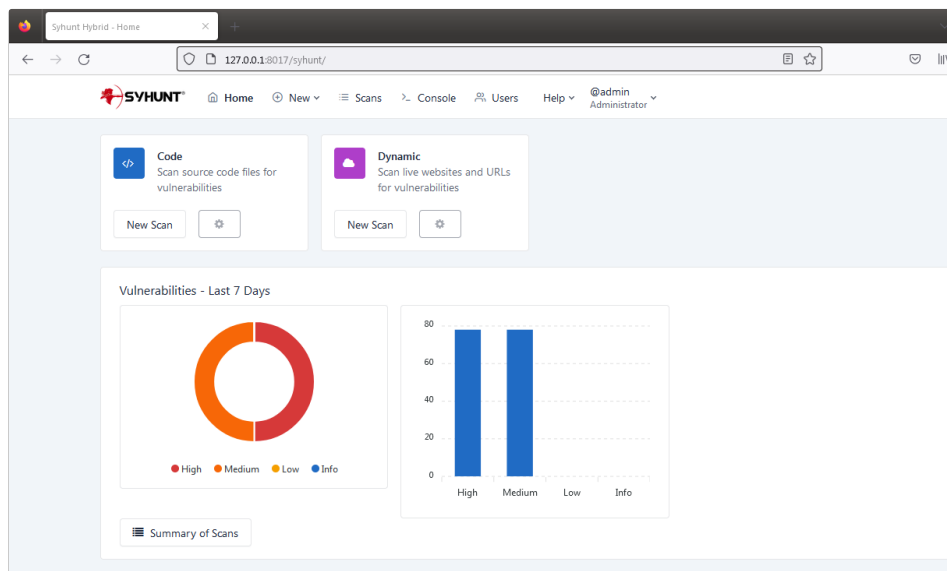 Syhunt Hybrid - Home
127.0.0.1:8017/syhunt/
SYHUNT® Home New Scans >_ Console Users Help @admin
Administrator
Code
Scan source code files for
vulnerabilities
New Scan
Dynamic
Scan live websites and URLs
for vulnerabilities
New Scan
Vulnerabilities - Last 7 Days
High Medium Low Info
80
60
40
20
0
High Medium Low Info
Summary of Scans